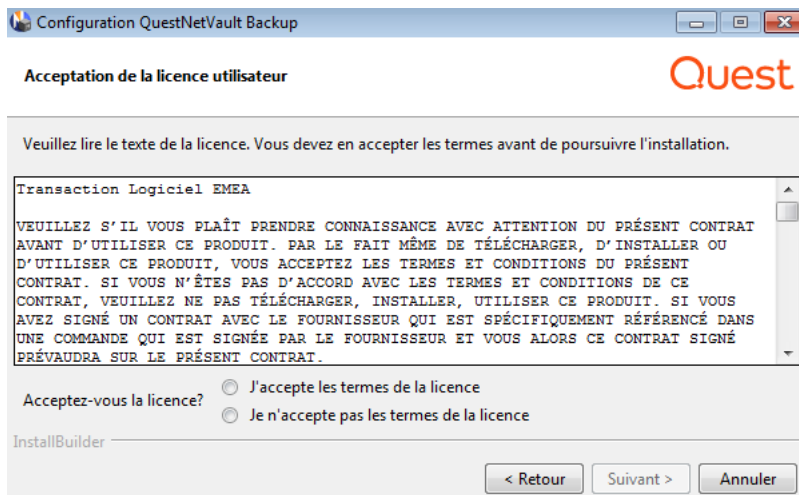 Configuration QuestNetVault Backup
Acceptation de la licence utilisateur
Quest
Veuillez lire le texte de la licence. Vous devez en accepter les termes avant de poursuivre l'installation.
Transaction Logiciel EMEA
VEUILLEZ S’IL VOUS PLAÎT PRENDRE CONNAISSANCE AVEC ATTENTION DU PRÉSENT CONTRAT
AVANT D’UTILISER CE PRODUIT. PAR LE FAIT MÊME DE TÉLÉCHARGER, D’INSTALLER OU
D’UTILISER CE PRODUIT, VOUS ACCEPTEZ LES TERMES ET CONDITIONS DU PRÉSENT
CONTRAT. SI VOUS N’ÊTES PAS D’ACCORD AVEC LES TERMES ET CONDITIONS DE CE
CONTRAT, VEUILLEZ NE PAS TÉLÉCHARGER, INSTALLER, UTILISER CE PRODUIT. SI VOUS
AVEZ SIGNÉ UN CONTRAT AVEC LE FOURNISSEUR QUI EST SPÉCIFIQUEMENT RÉFÉRENCÉ DANS
UNE COMMANDE QUI EST SIGNÉE PAR LE FOURNISSEUR ET VOUS ALORS CE CONTRAT SIGNÉ
PRÉVAUDRA SUR LE PRÉSENT CONTRAT.
Acceptez-vous la licence?
J'accepte les termes de la licence
Je n'accepte pas les termes de la licence
InstallBuilder
< Retour
Suivant >
Annuler